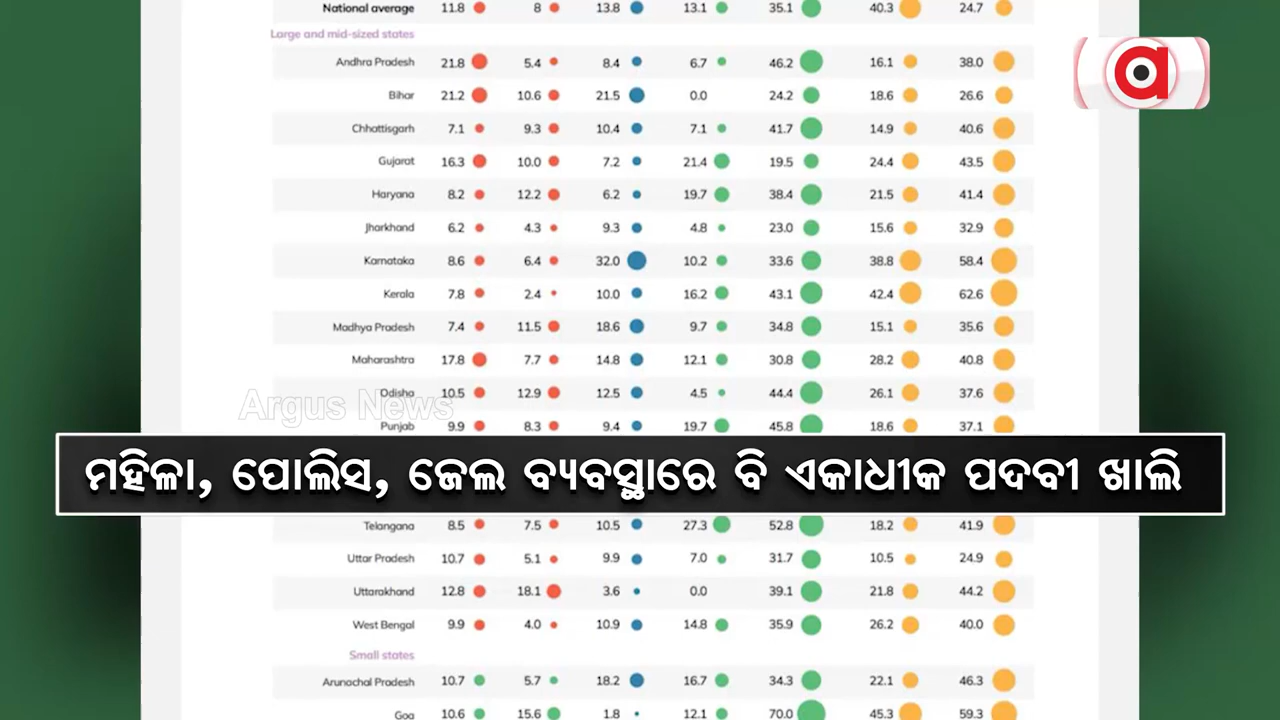 National average 11.8 8 13.8 13.1 35.1 40.3 24.7
Large and mid-sized states
Andhra Pradesh 21.8 5.4 8.4 6.7 46.2 16.1 38.0
Bihar 21.2 10.6 21.5 0.0 24.2 18.6 26.6
Chhattisgarh 7.1 9.3 10.4 7.1 41.7 14.9 40.6
Gujarat 16.3 10.0 7.2 21.4 19.5 24.4 43.5
Haryana 8.2 12.2 6.2 19.7 38.4 21.5 41.4
Jharkhand 6.2 4.3 9.3 4.8 23.0 15.6 32.9
Karnataka 8.6 6.4 32.0 10.2 33.6 38.8 58.4
Kerala 7.8 2.4 10.0 16.2 43.1 42.4 62.6
Madhya Pradesh 7.4 11.5 18.6 9.7 34.8 15.1 35.6
Maharashtra 17.8 7.7 14.8 12.1 30.8 28.2 40.8
Odisha 10.5 12.9 12.5 4.5 44.4 26.1 37.6
Argus News
Punjab 9.9 8.3 9.4 19.7 45.8 18.6 37.1
ମହିଳା, ପୋଲିସ, ଜେଲ ବ୍ୟବସ୍ଥାରେ ବି ଏକାଧୀକ ପଦବୀ ଖାଲି
Telangana 8.5 7.5 10.5 27.3 52.8 18.2 41.9
Uttar Pradesh 10.7 5.1 9.9 7.0 31.7 10.5 24.9
Uttarakhand 12.8 18.1 3.6 0.0 39.1 21.8 44.2
West Bengal 9.9 4.0 10.9 14.8 35.9 26.2 40.0
Small states
Arunachal Pradesh 10.7 5.7 18.2 16.7 34.3 22.1 46.3
Goa 10.6 15.6 1.8 12.1 70.0 45.3 59.3